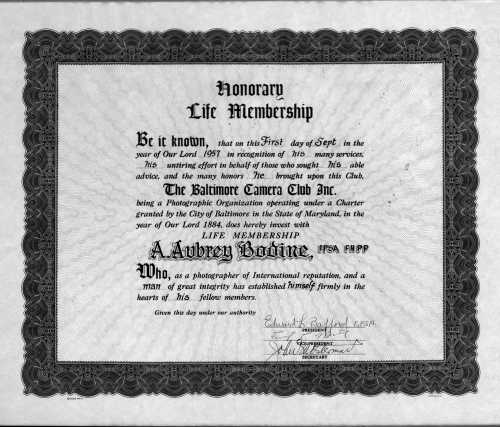 Honorary
Life Membership
Be it known, that on this First day of Sept in the
year of Our Lord 1957 in recognition of his many services,
his untiring effort in behalf of those who sought his able
advice, and the many honors he brought upon this Club,
The Baltimore Camera Club Inc.
being a Photographic Organization operating under a Charter
granted by the City of Baltimore in the State of Maryland, in the
year of Our Lord 1884, does hereby invest with
LIFE MEMBERSHIP
A. Aubrey Bodine,
Who, as a photographer of International reputation, and a
man of great integrity has established himself firmly in the
hearts of his fellow members.
Given this day under our authority
Edward L. Bafford
PRESIDENT
VICE-PRESIDENT
SECRETARY